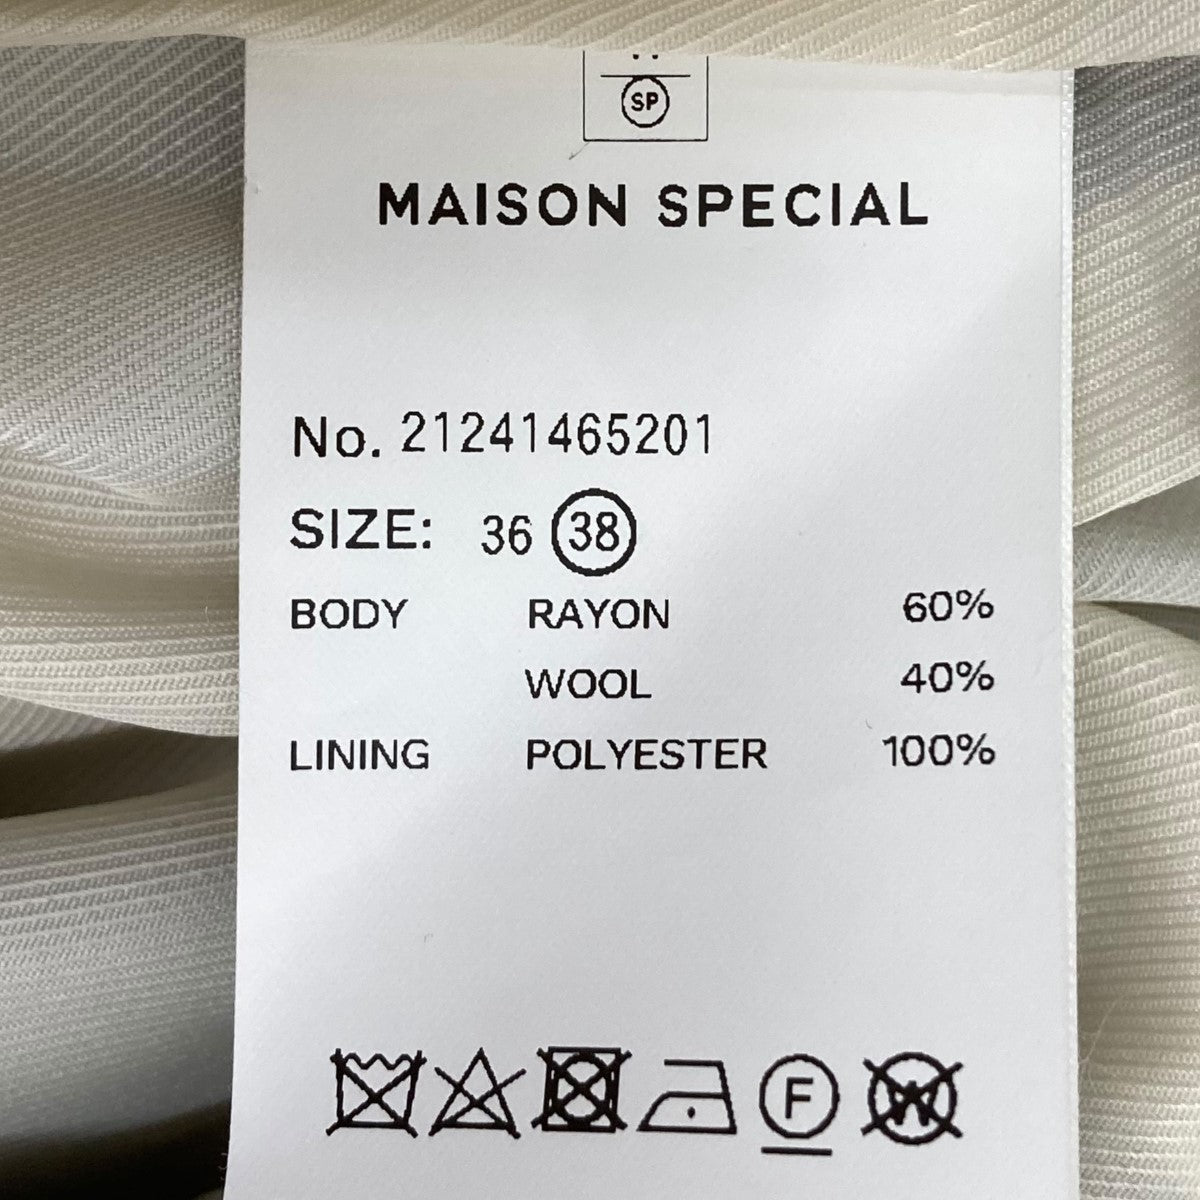 SP
MAISON SPECIAL
No. 21241465201
SIZE: 36 38
BODY RAYON 60%
WOOL 40%
LINING POLYESTER 100%
F W